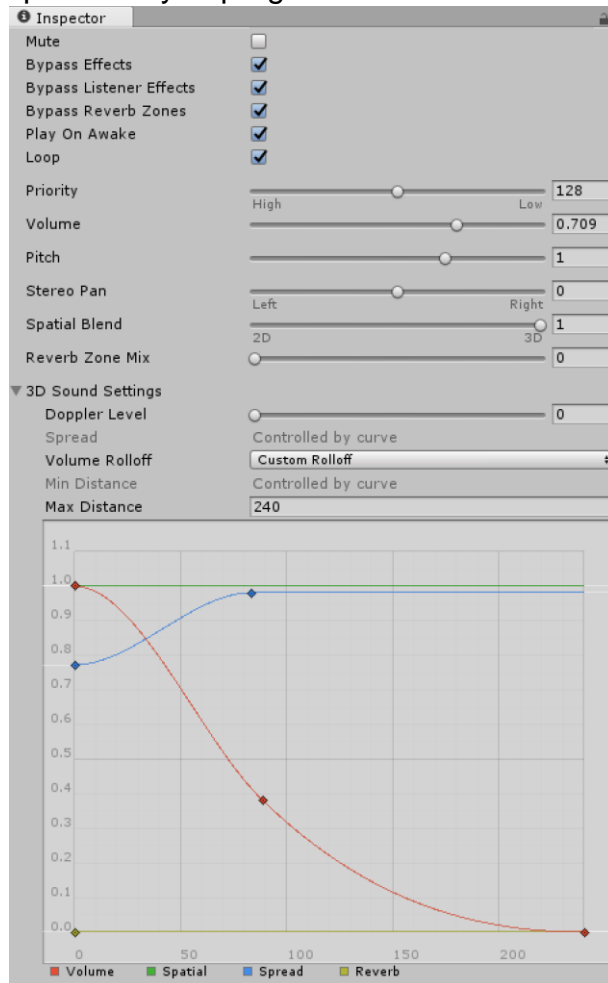 Inspector
Mute
Bypass Effects
Bypass Listener Effects
Bypass Reverb Zones
Play On Awake
Loop
Priority 128
High Low
Volume 0.709
Pitch 1
Stereo Pan 0
Left Right
Spatial Blend 1
2D 3D
Reverb Zone Mix 0
3D Sound Settings
Doppler Level 0
Spread Controlled by curve
Volume Rolloff Custom Rolloff
Min Distance Controlled by curve
Max Distance 240
1.1
1.0
0.9
0.8
0.7
0.6
0.5
0.4
0.3
0.2
0.1
0.0
0 50 100 150 200
Volume Spatial Spread Reverb